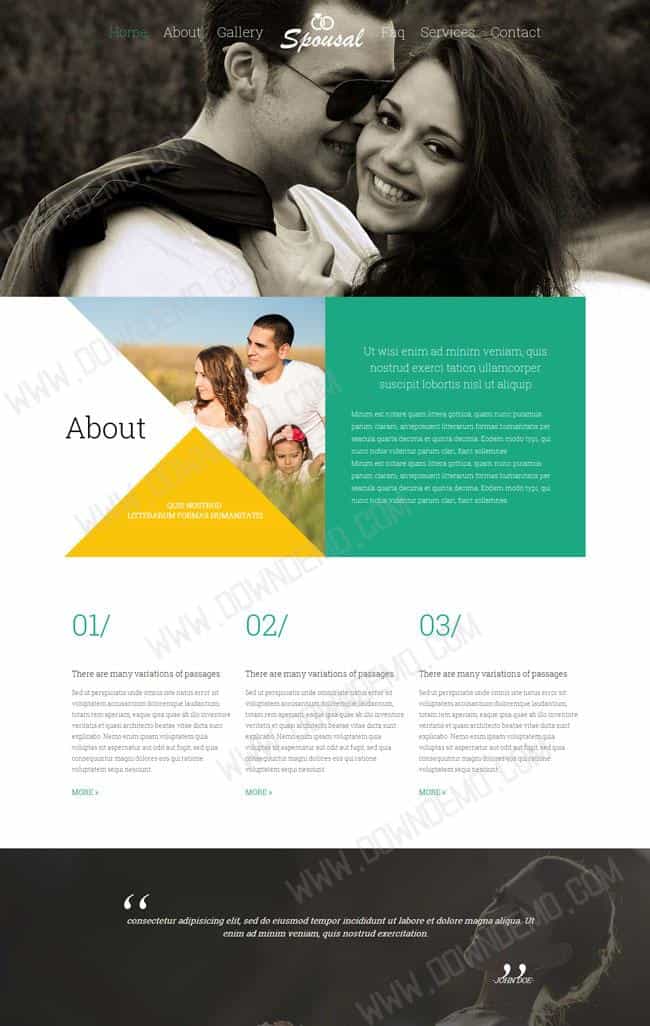 Home About Gallery Spousal Faq Services Contact
Ut wisi enim ad minim veniam, quis
nostrud exerci tation ullamcorper
suscipit lobortis nisl ut aliquip
About
Mirum est notare quam littera gothica, quam nunc putamus
parum claram, anteposuerit litterarum formas humanitatis per
seacula quarta decima et quinta decima. Eodem modo typi, qui
nunc nobis videntur parum clari, fiant sollemnes
Mirum est notare quam littera gothica, quam nunc putamus
parum claram, anteposuerit litterarum formas humanitatis per
seacula quarta decima et quinta decima. Eodem modo typi, qui
nunc nobis videntur parum clari, fiant sollemnes
QUIS NOSTRUD
LITTERARUM FORMAS HUMANITATIS
01/ 02/ 03/
There are many variations of passages There are many variations of passages There are many variations of passages
Sed ut perspiciatis unde omnis iste natus error sit Sed ut perspiciatis unde omnis iste natus error sit Sed ut perspiciatis unde omnis iste natus error sit
voluptatem accusantium doloremque laudantium, voluptatem accusantium doloremque laudantium, voluptatem accusantium doloremque laudantium,
totam rem aperiam, eaque ipsa quae ab illo inventore totam rem aperiam, eaque ipsa quae ab illo inventore totam rem aperiam, eaque ipsa quae ab illo inventore
veritatis et quasi architecto beatae vitae dicta sunt veritatis et quasi architecto beatae vitae dicta sunt veritatis et quasi architecto beatae vitae dicta sunt
explicabo. Nemo enim ipsam voluptatem quia explicabo. Nemo enim ipsam voluptatem quia explicabo. Nemo enim ipsam voluptatem quia
voluptas sit aspernatur aut odit aut fugit, sed quia voluptas sit aspernatur aut odit aut fugit, sed quia voluptas sit aspernatur aut odit aut fugit, sed quia
consequuntur magni dolores eos qui ratione consequuntur magni dolores eos qui ratione consequuntur magni dolores eos qui ratione
voluptatem sequi nesciunt. voluptatem sequi nesciunt. voluptatem sequi nesciunt.
MORE » MORE » MORE »
“
consectetur adipisicing elit, sed do eiusmod tempor incididunt ut labore et dolore magna aliqua. Ut
enim ad minim veniam, quis nostrud exercitation.
”
-JOHN DOE-
WWW.DOWNDEMO.COM
WWW.DOWNDEMO.COM
WWW.DOWNDEMO.COM
WWW.DOWNDEMO.COM
WWW.DOWNDEMO.COM
WWW.DOWNDEMO.COM